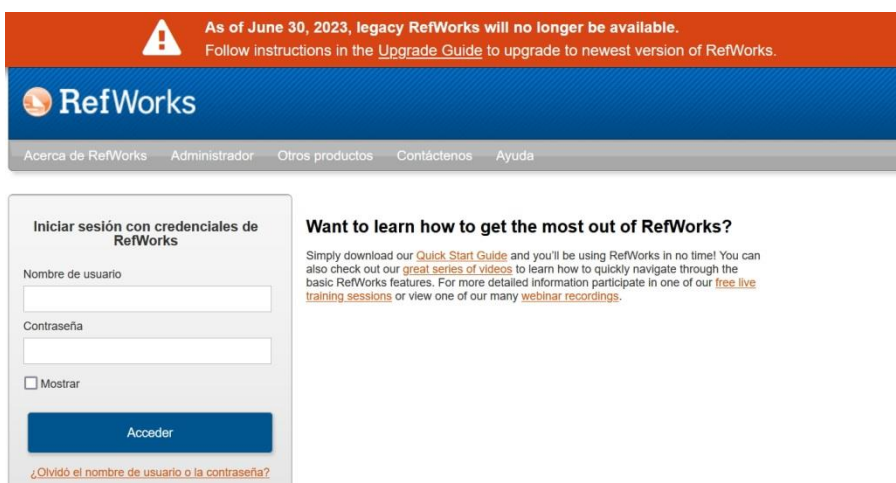 As of June 30, 2023, legacy RefWorks will no longer be available.
Follow instructions in the Upgrade Guide to upgrade to newest version of RefWorks.
RefWorks
Acerca de RefWorks Administrador Otros productos Contáctenos Ayuda
Iniciar sesión con credenciales de
RefWorks
Nombre de usuario
Contraseña
Mostrar
Acceder
¿Olvidó el nombre de usuario o la contraseña?
Want to learn how to get the most out of RefWorks?
Simply download our Quick Start Guide and you'll be using RefWorks in no time! You can
also check out our great series of videos to learn how to quickly navigate through the
basic RefWorks features. For more detailed information participate in one of our free live
training sessions or view one of our many webinar recordings.